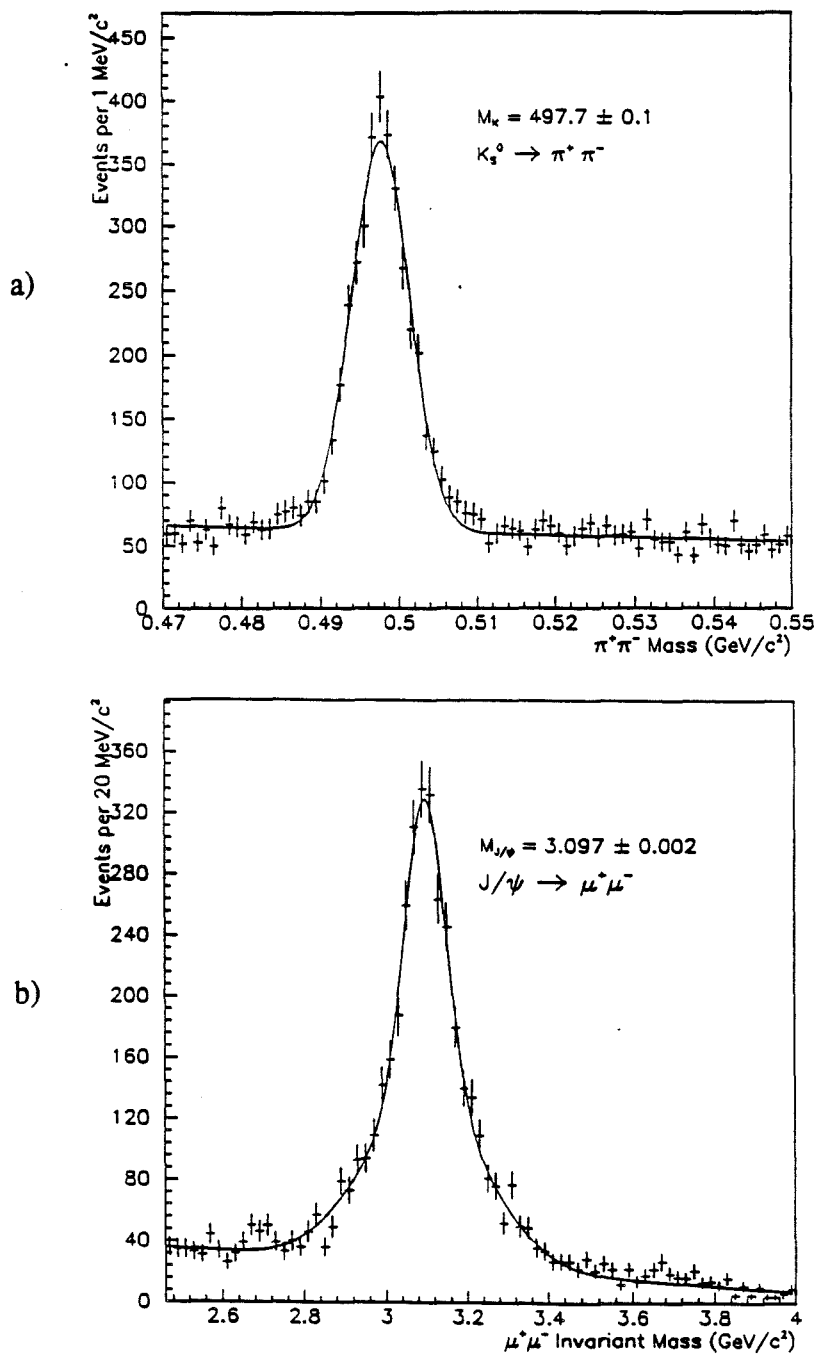 a)
Events per 1 MeV/c²
450
400
350
300
250
200
150
100
50
0
M_K = 497.7 ± 0.1
K_S⁰ → π⁺ π⁻
0.47 0.48 0.49 0.5 0.51 0.52 0.53 0.54 0.55
π⁺π⁻ Mass (GeV/c²)
b)
Events per 20 MeV/c²
360
320
280
240
200
160
120
80
40
0
M_J/ψ = 3.097 ± 0.002
J/ψ → μ⁺μ⁻
2.6 2.8 3 3.2 3.4 3.6 3.8 4
μ⁺μ⁻ Invariant Mass (GeV/c²)